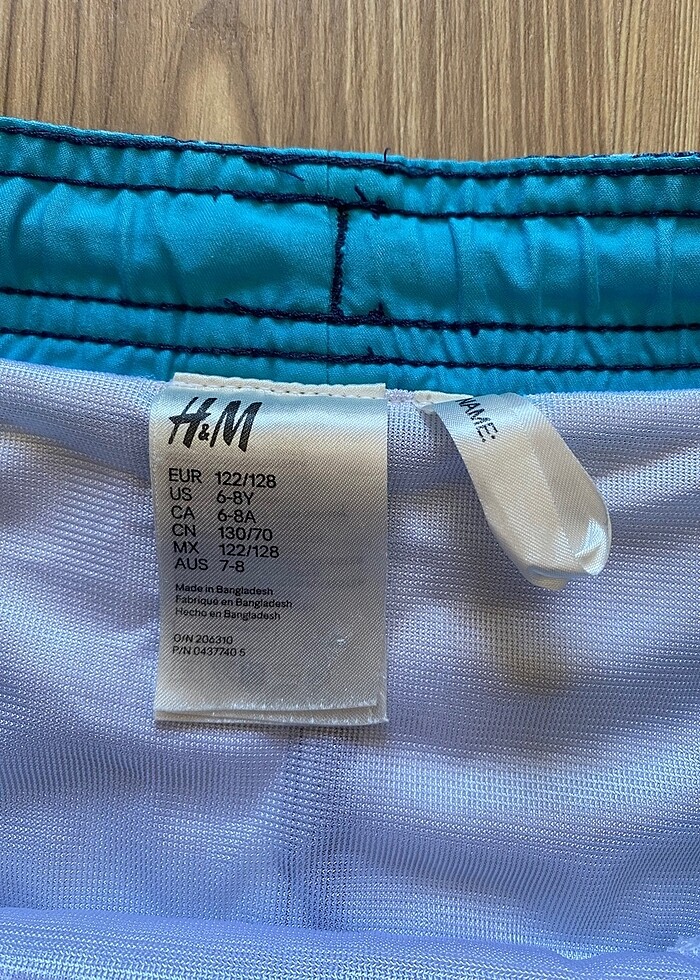 H&M
EUR 122/128
US 6-8Y
CA 6-8A
CN 130/70
MX 122/128
AUS 7-8
Made in Bangladesh
Fabriqué en Bangladesh
Hecho en Bangladesh
O/N 206310
P/N 0437740 5
NAME: